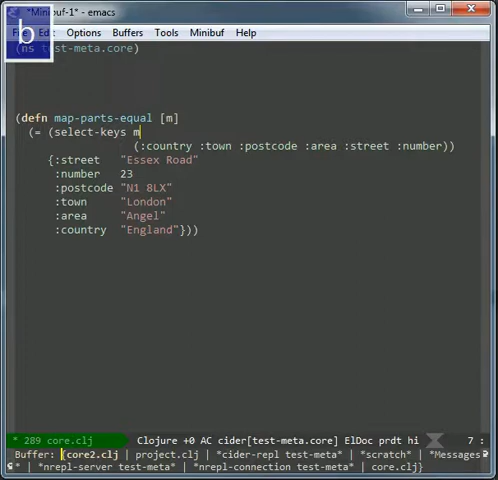 *Minibuf-1* - emacs
b
File Edit Options Buffers Tools Minibuf Help
(ns test-meta.core)
(defn map-parts-equal [m]
(= (select-keys m
(:country :town :postcode :area :street :number))
{:street "Essex Road"
:number 23
:postcode "N1 8LX"
:town "London"
:area "Angel"
:country "England"}))
* 289 core.clj Clojure +0 AC cider[test-meta.core] ElDoc prdt hi 7 :
Buffer: {core2.clj | project.clj | *cider-repl test-meta* | *scratch* | *Messages
* | *nrepl-server test-meta* | *nrepl-connection test-meta* | core.clj}